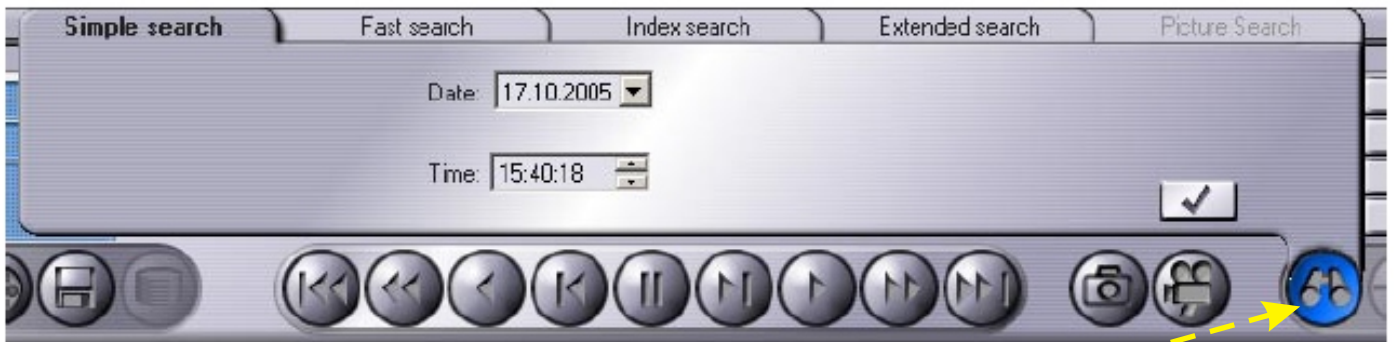 Simple search Fast search Index search Extended search Picture Search
Date: 17.10.2005
Time: 15:40:18